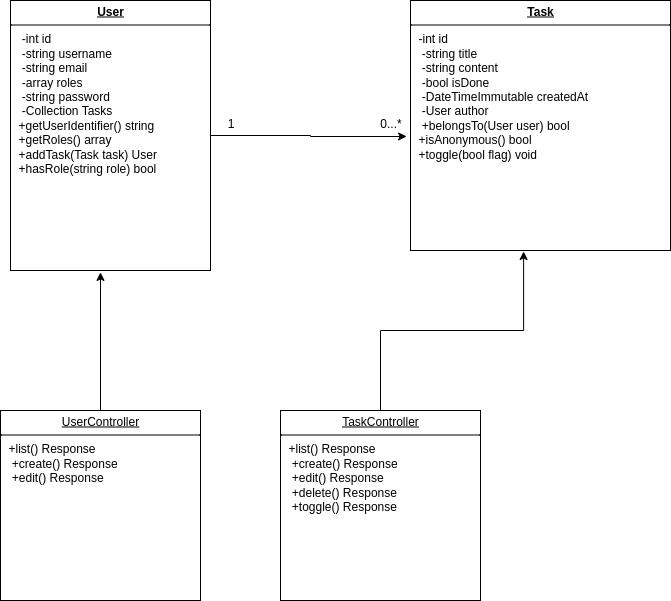 User
-int id
-string username
-string email
-array roles
-string password
-Collection Tasks
+getUserIdentifier() string
+getRoles() array
+addTask(Task task) User
+hasRole(string role) bool
1
0...*
Task
-int id
-string title
-string content
-bool isDone
-DateTimeImmutable createdAt
-User author
+belongsTo(User user) bool
+isAnonymous() bool
+toggle(bool flag) void
UserController
+list() Response
+create() Response
+edit() Response
TaskController
+list() Response
+create() Response
+edit() Response
+delete() Response
+toggle() Response